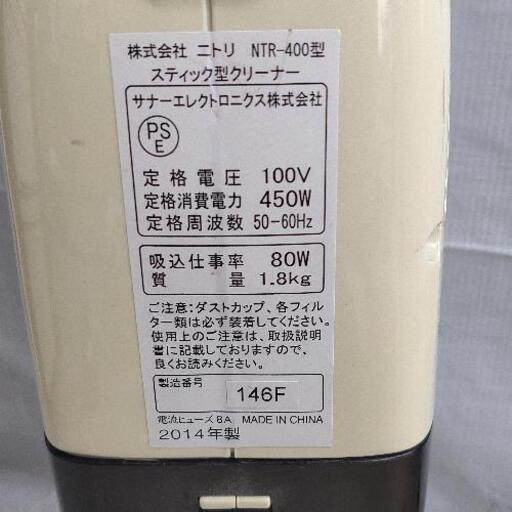 株式会社 ニトリ NTR-400型
スティック型クリーナー
サナーエレクトロニクス株式会社
PS
E
定格電圧 100V
定格消費電力 450W
定格周波数 50-60Hz
吸込仕事率 80W
質量 1.8kg
ご注意:ダストカップ、各フィル
ター類は必ず装着してください。
使用上のご注意は、取扱説明
書に記載しておりますので、
良くお読みください。
製造番号
146F
電流ヒューズ 8A MADE IN CHINA
2014年製